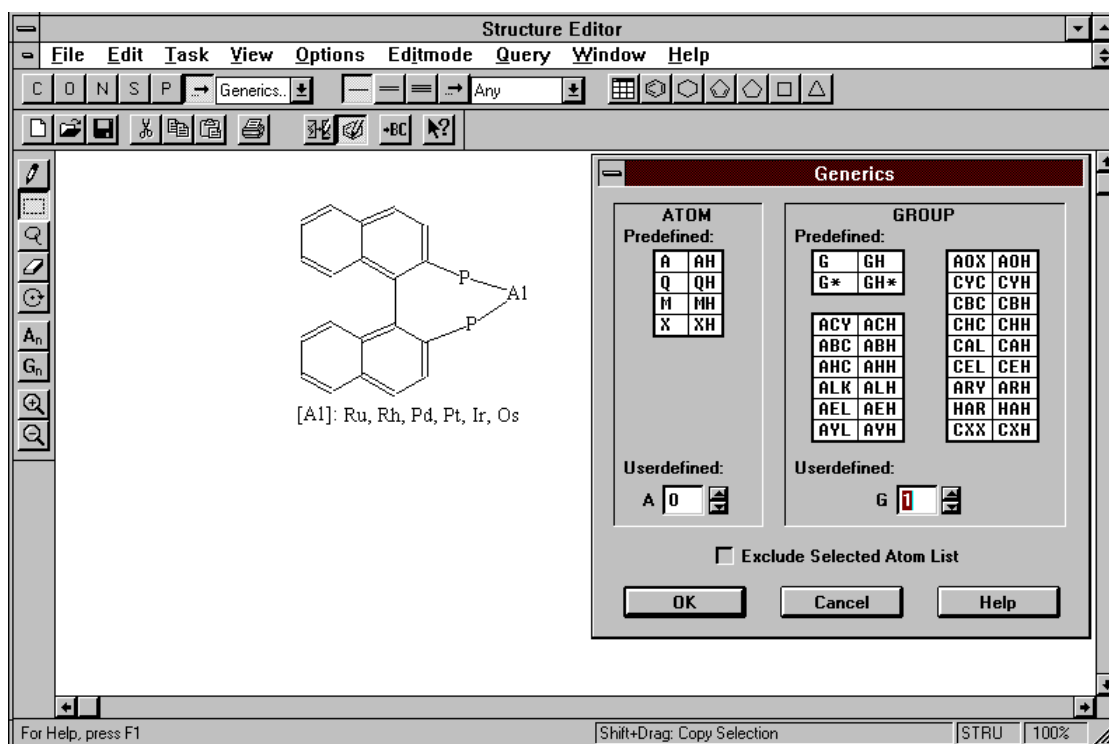 Structure Editor
File Edit Task View Options Editmode Query Window Help
C O N S P Generics.. Any
BC ?
An
Gn
P
A1
P
[A1]: Ru, Rh, Pd, Pt, Ir, Os
Generics
ATOM
Predefined:
A AH
Q QH
M MH
X XH
Userdefined:
A 0
GROUP
Predefined:
G GH
G* GH*
ACY ACH
ABC ABH
AHC AHH
ALK ALH
AEL AEH
AYL AYH
AOX AOH
CYC CYH
CBC CBH
CHC CHH
CAL CAH
CEL CEH
ARY ARH
HAR HAH
CXX CXH
Userdefined:
G 1
Exclude Selected Atom List
OK Cancel Help
For Help, press F1 Shift+Drag: Copy Selection STRU 100%